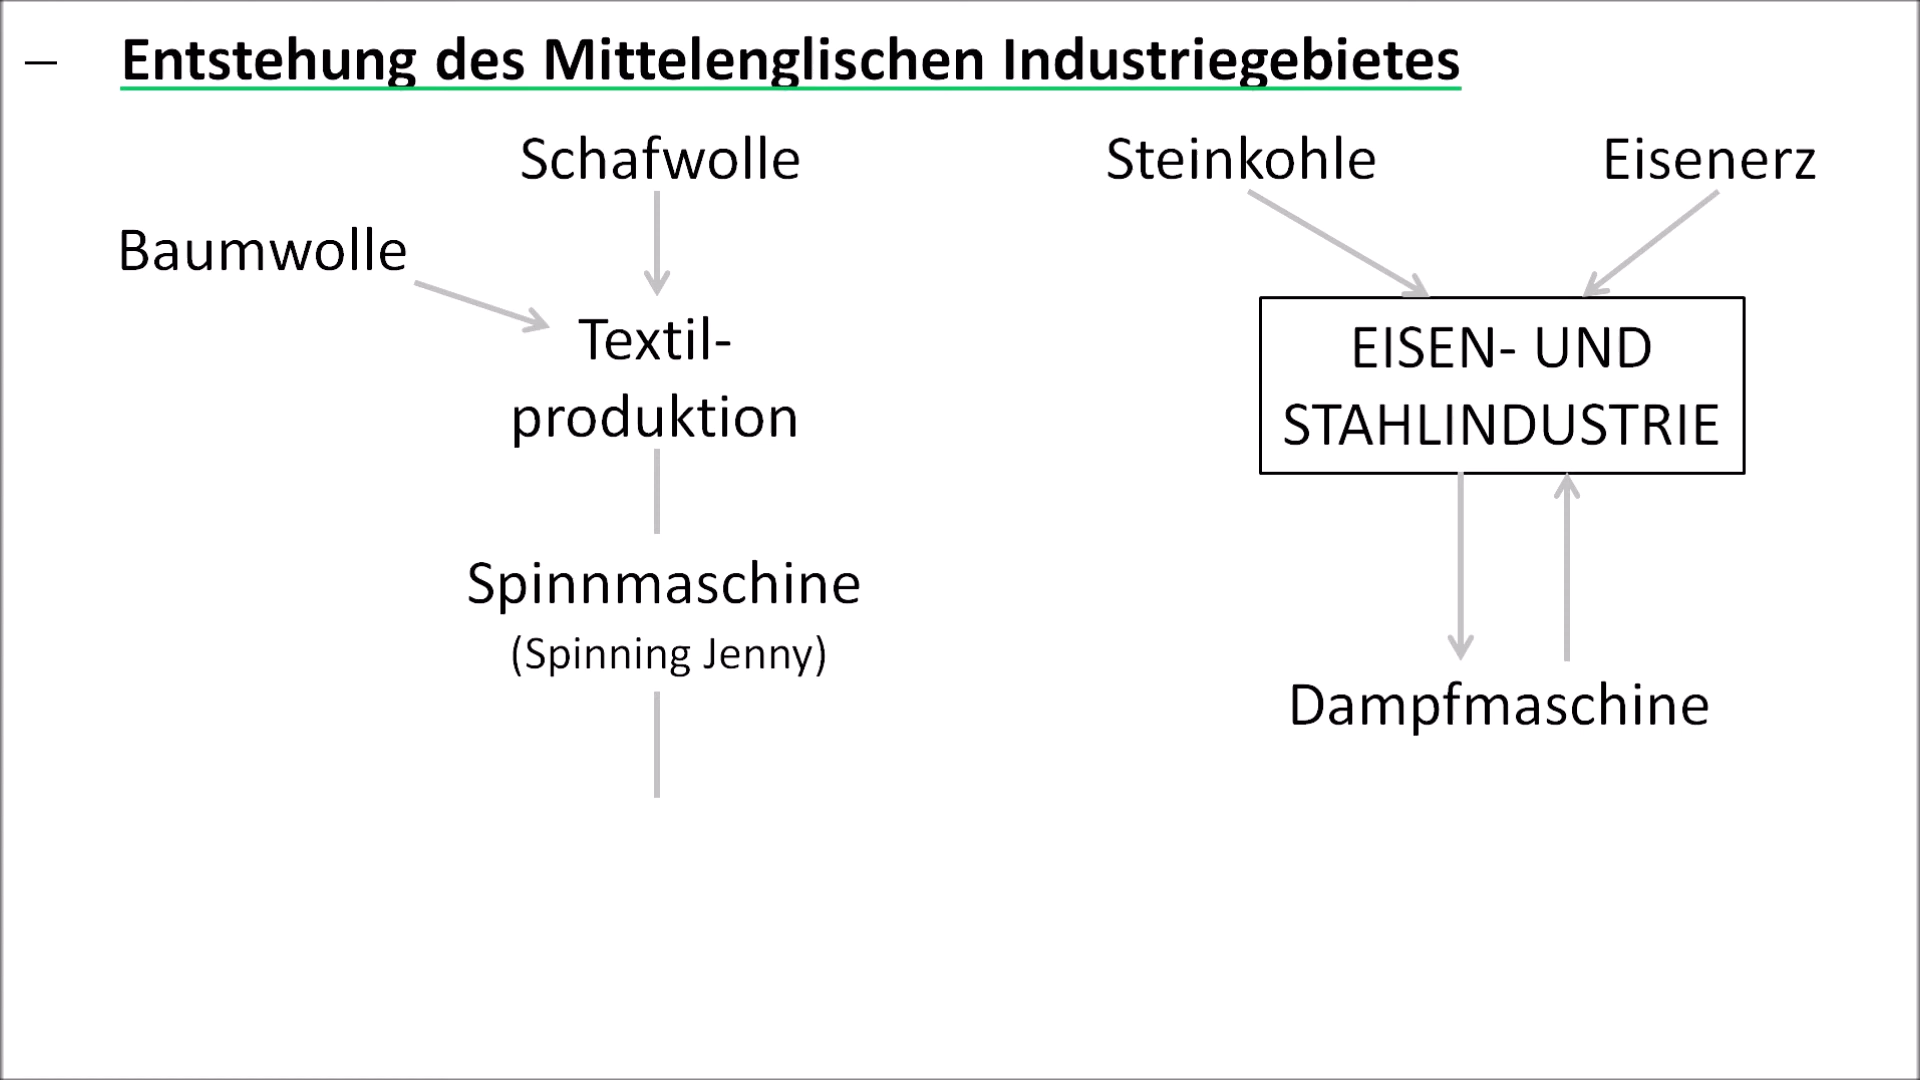 – Entstehung des Mittelenglischen Industriegebietes
Schafwolle
Steinkohle
Eisenerz
Baumwolle
Textil-
produktion
EISEN- UND
STAHLINDUSTRIE
Spinnmaschine
(Spinning Jenny)
Dampfmaschine